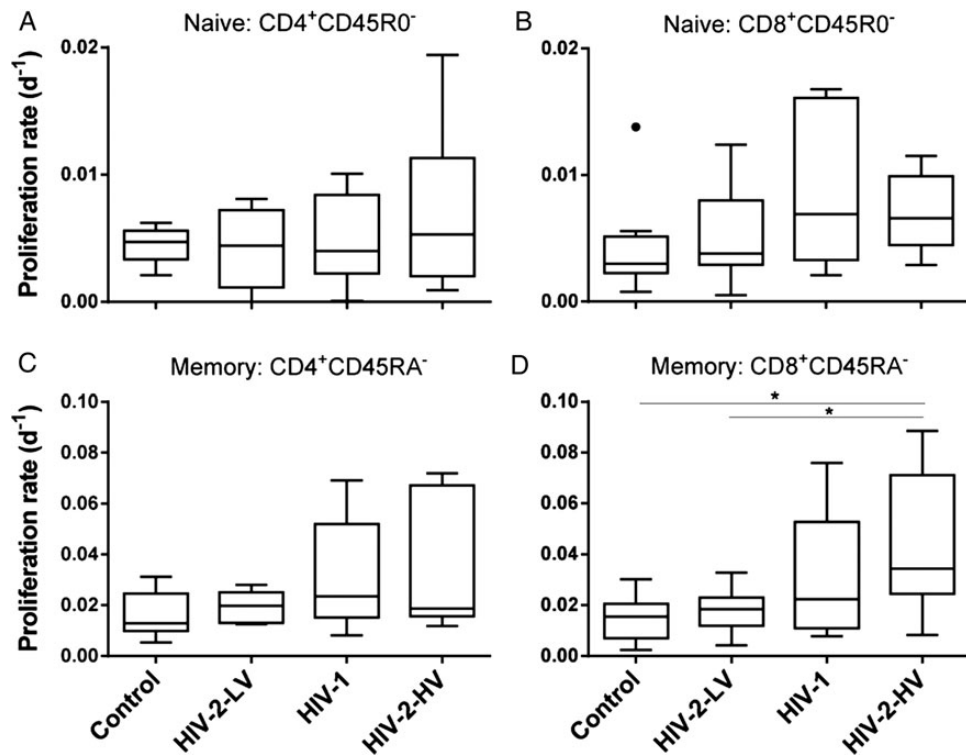 A
Naive: CD4⁺CD45R0⁻
B
Naive: CD8⁺CD45R0⁻
Proliferation rate (d⁻¹)
0.02
0.01
0.00
0.02
0.01
0.00
C
Memory: CD4⁺CD45RA⁻
D
Memory: CD8⁺CD45RA⁻
Proliferation rate (d⁻¹)
0.10
0.08
0.06
0.04
0.02
0.00
0.10
0.08
0.06
0.04
0.02
0.00
*
*
Control
HIV-2-LV
HIV-1
HIV-2-HV
Control
HIV-2-LV
HIV-1
HIV-2-HV